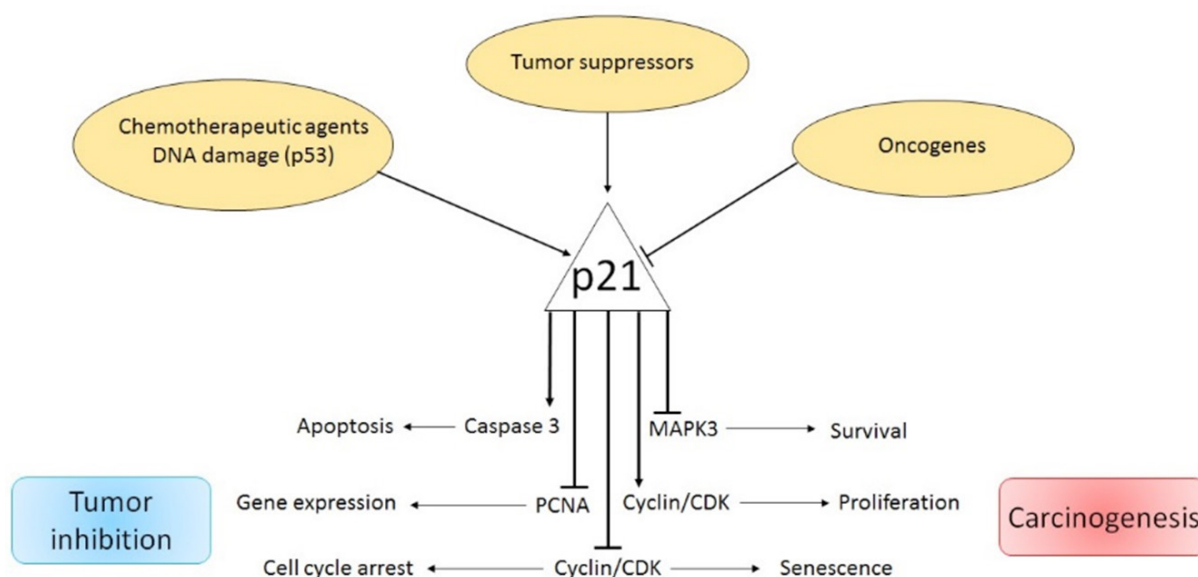 Tumor suppressors
Chemotherapeutic agents
DNA damage (p53)
Oncogenes
p21
Apoptosis
Caspase 3
MAPK3
Survival
Tumor
inhibition
Gene expression
PCNA
Cyclin/CDK
Proliferation
Carcinogenesis
Cell cycle arrest
Cyclin/CDK
Senescence